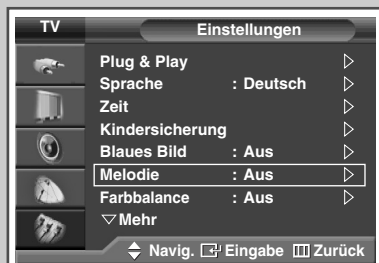 TV Einstellungen
Plug & Play
Sprache : Deutsch
Zeit
Kindersicherung
Blaues Bild : Aus
Melodie : Aus
Farbbalance : Aus
▽Mehr
Navig. Eingabe Zurück